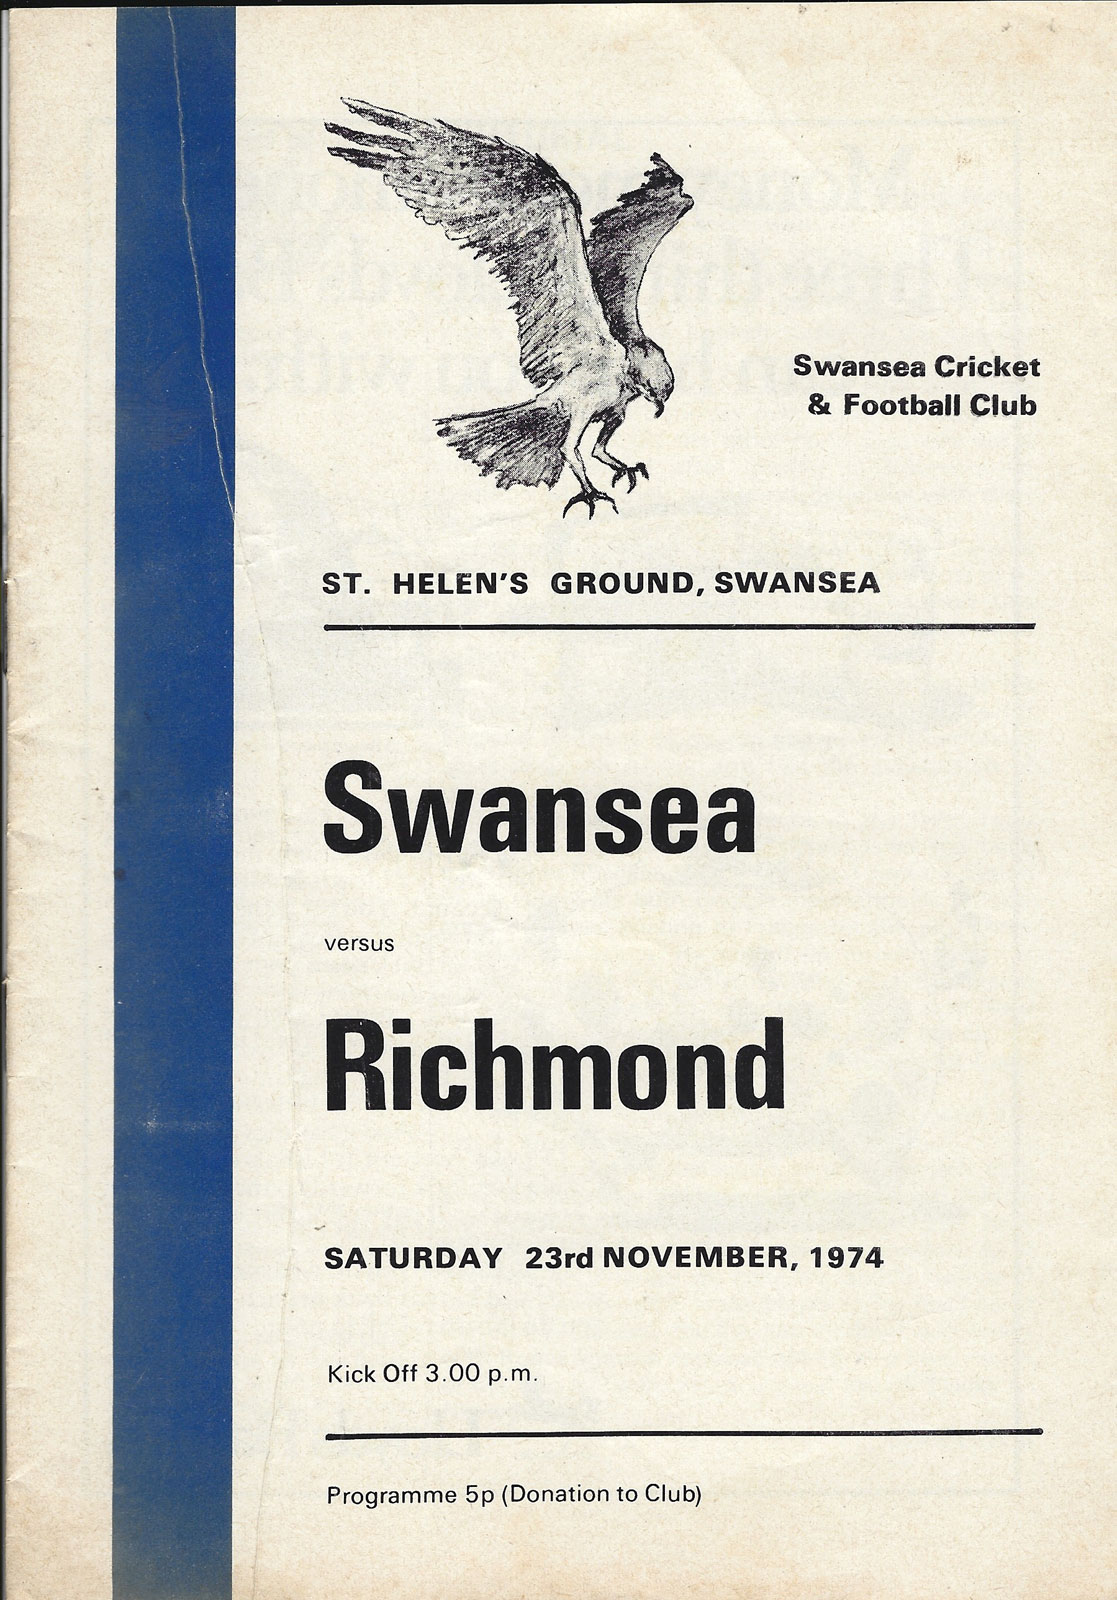 Swansea Cricket
& Football Club
ST. HELEN'S GROUND, SWANSEA
Swansea
versus
Richmond
SATURDAY 23rd NOVEMBER, 1974
Kick Off 3.00 p.m.
Programme 5p (Donation to Club)